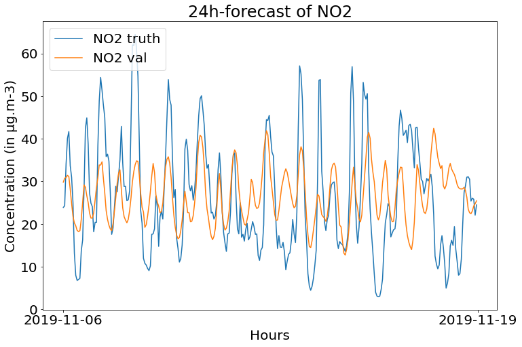 24h-forecast of NO2
NO2 truth
NO2 val
Concentration (in µg.m-3)
60
50
40
30
20
10
0
2019-11-06
2019-11-19
Hours